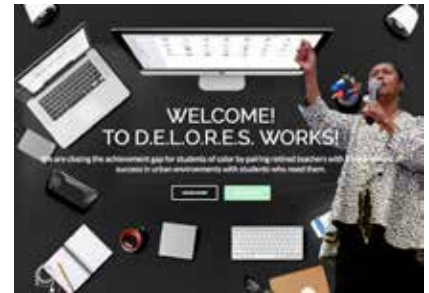 WELCOME!
TO D.E.L.O.R.E.S. WORKS!
We are closing the achievement gap for students of color by pairing retired teachers with
success in urban environments with students who need them.